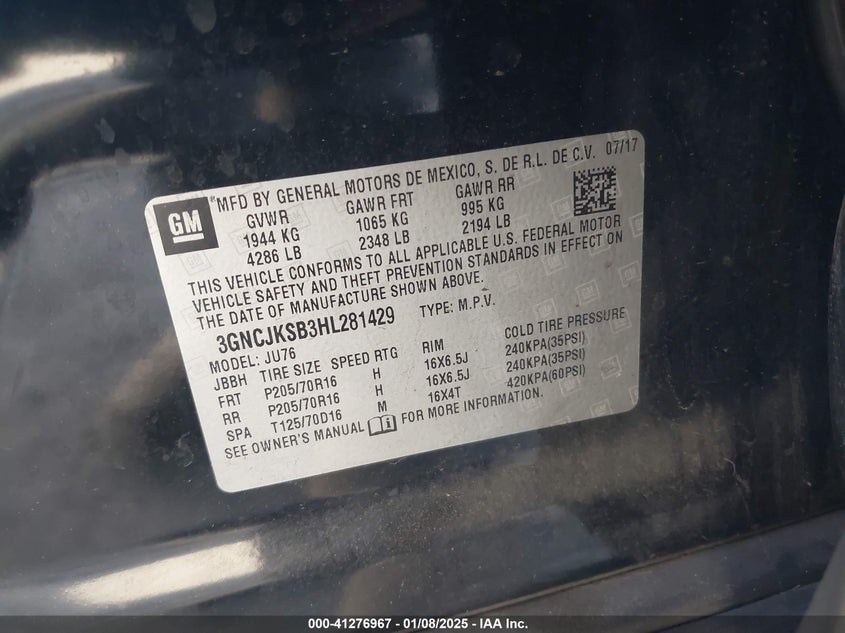 GM
*MFD BY GENERAL MOTORS DE MEXICO, S. DE R.L. DE C.V. 07/17
GVWR GAWR FRT GAWR RR
1944 KG 1065 KG 995 KG
4286 LB 2348 LB 2194 LB
THIS VEHICLE CONFORMS TO ALL APPLICABLE U.S. FEDERAL MOTOR
VEHICLE SAFETY AND THEFT PREVENTION STANDARDS IN EFFECT ON
THE DATE OF MANUFACTURE SHOWN ABOVE.
3GNCJKSB3HL281429 TYPE: M.P.V.
MODEL: JU76
JBBH TIRE SIZE SPEED RTG RIM COLD TIRE PRESSURE
FRT P205/70R16 H 16X6.5J 240KPA(35PSI)
RR P205/70R16 H 16X6.5J 240KPA(35PSI)
SPA T125/70D16 M 16X4T 420KPA(60PSI)
SEE OWNER'S MANUAL FOR MORE INFORMATION.
000-41276967 — 01/08/2025 — IAA Inc.